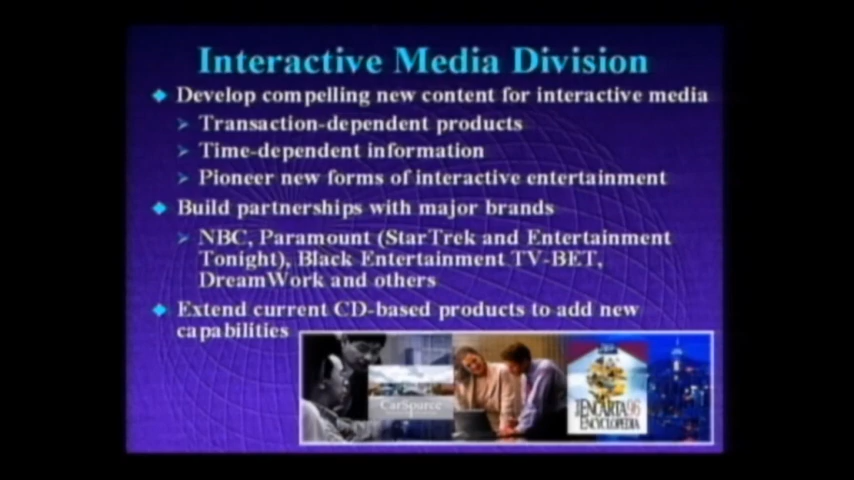 Interactive Media Division
Develop compelling new content for interactive media
Transaction-dependent products
Time-dependent information
Pioneer new forms of interactive entertainment
Build partnerships with major brands
NBC, Paramount (StarTrek and Entertainment
Tonight), Black Entertainment TV-BET,
DreamWork and others
Extend current CD-based products to add new
capabilities
CarSource
ENCARTA 96
ENCYCLOPEDIA